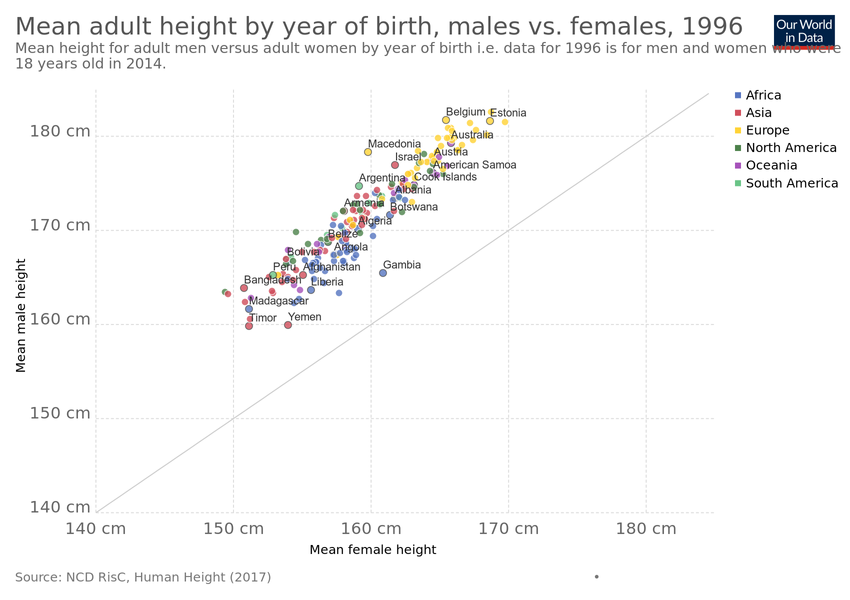 Mean adult height by year of birth, males vs. females, 1996
Our World
in Data
Mean height for adult men versus adult women by year of birth i.e. data for 1996 is for men and women who were
18 years old in 2014.
Africa
Asia
Europe
North America
Oceania
South America
180 cm
170 cm
160 cm
150 cm
140 cm
Mean male height
Belgium
Estonia
Australia
Macedonia
Austria
Israel
American Samoa
Argentina
Cook Islands
Albania
Armenia
Botswana
Algeria
Belize
Angola
Bolivia
Peru
Afghanistan
Gambia
Bangladesh
Liberia
Madagascar
Timor
Yemen
140 cm
150 cm
160 cm
170 cm
180 cm
Mean female height
Source: NCD RisC, Human Height (2017)